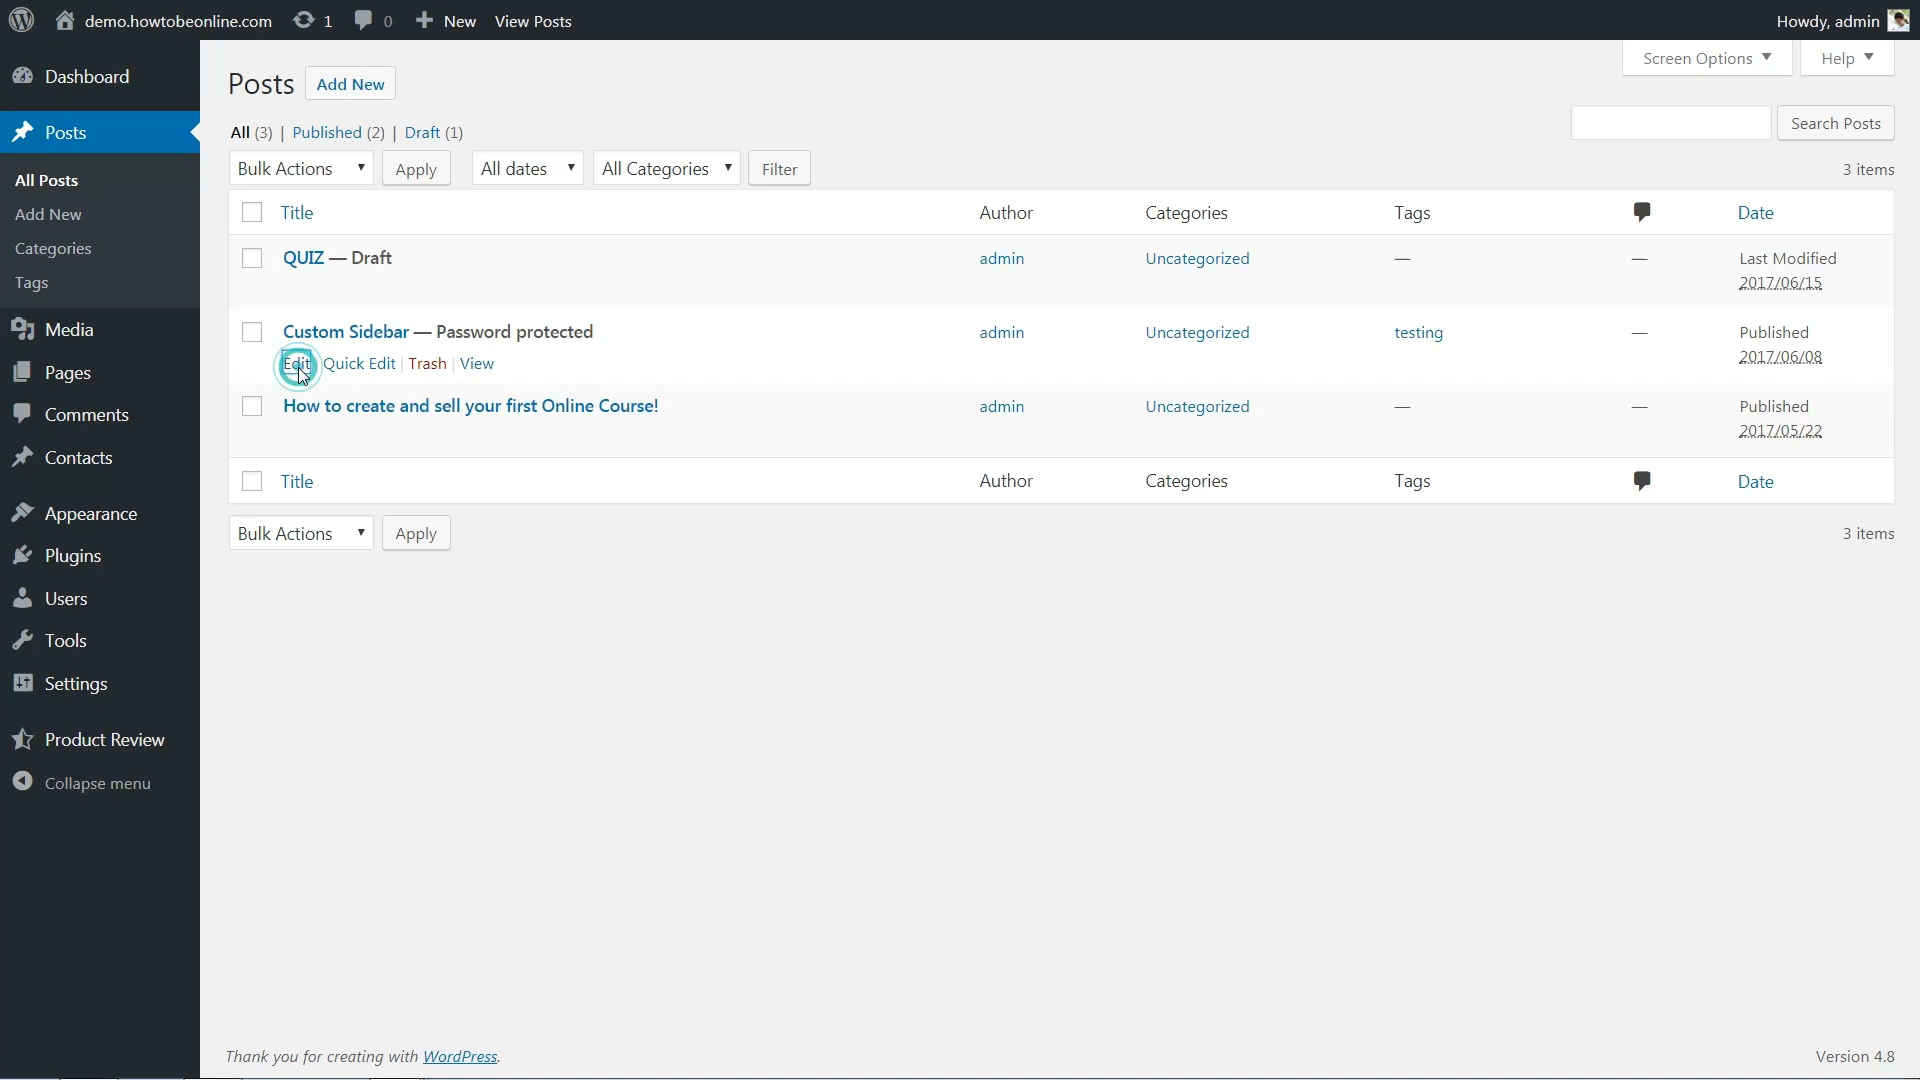 demo.howtobeonline.com 1 0 New View Posts Howdy, admin
Screen Options Help
Dashboard
Posts
All Posts
Add New
Categories
Tags
Media
Pages
Comments
Contacts
Appearance
Plugins
Users
Tools
Settings
Product Review
Collapse menu
Posts Add New
All (3) | Published (2) | Draft (1)
Search Posts
Bulk Actions Apply All dates All Categories Filter 3 items
Title Author Categories Tags Date
QUIZ — Draft admin Uncategorized — — Last Modified
2017/06/15
Custom Sidebar — Password protected admin Uncategorized testing — Published
2017/06/08
Edit Quick Edit | Trash | View
How to create and sell your first Online Course! admin Uncategorized — — Published
2017/05/22
Title Author Categories Tags Date
Bulk Actions Apply 3 items
Thank you for creating with WordPress. Version 4.8